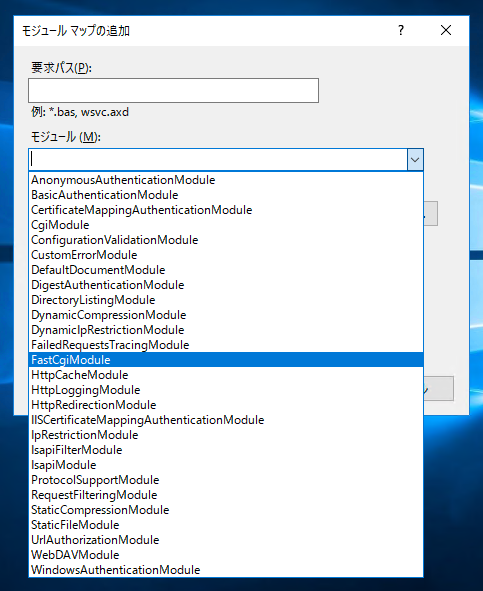 モジュール マップの追加
?
要求パス(P):
例: *.bas, wsvc.axd
モジュール (M):
AnonymousAuthenticationModule
BasicAuthenticationModule
CertificateMappingAuthenticationModule
CgiModule
ConfigurationValidationModule
CustomErrorModule
DefaultDocumentModule
DigestAuthenticationModule
DirectoryListingModule
DynamicCompressionModule
DynamicIpRestrictionModule
FailedRequestsTracingModule
FastCgiModule
HttpCacheModule
HttpLoggingModule
HttpRedirectionModule
IISCertificateMappingAuthenticationModule
IpRestrictionModule
IsapiFilterModule
IsapiModule
ProtocolSupportModule
RequestFilteringModule
StaticCompressionModule
StaticFileModule
UrlAuthorizationModule
WebDAVModule
WindowsAuthenticationModule